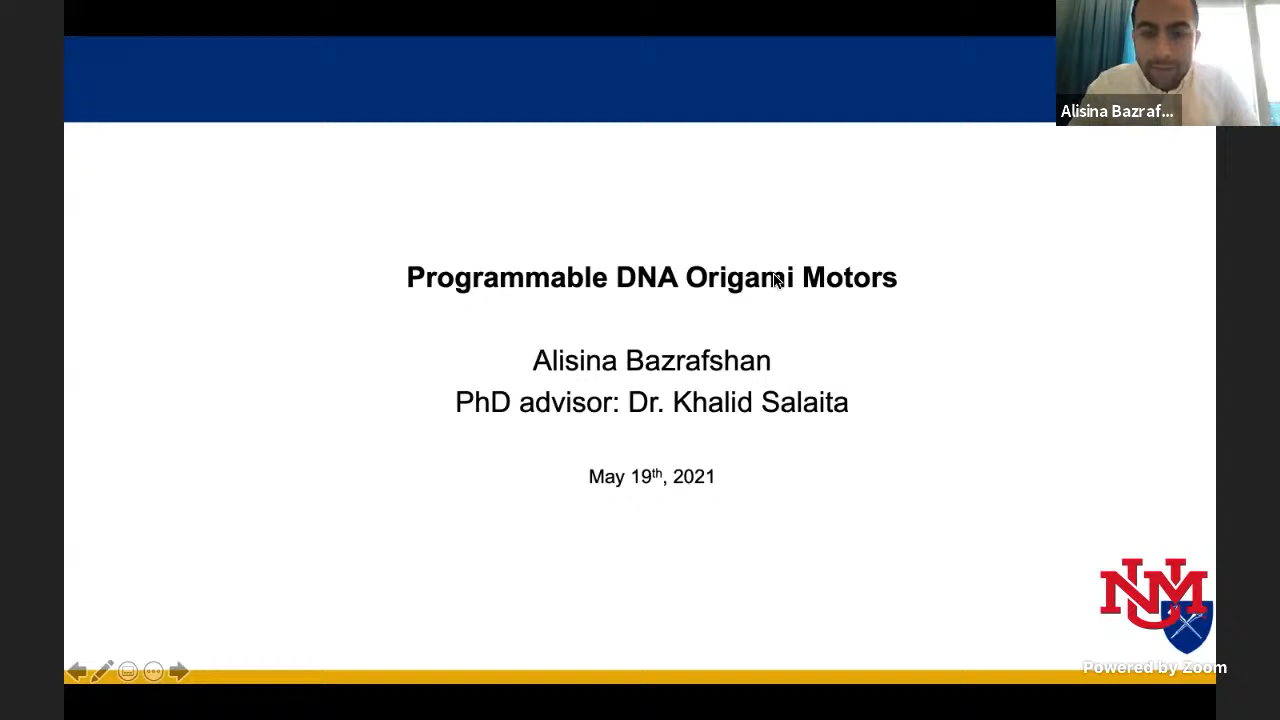 Alisina Bazraf...
Programmable DNA Origami Motors
Alisina Bazrafshan
PhD advisor: Dr. Khalid Salaita
May 19th, 2021
UNM
Powered by Zoom